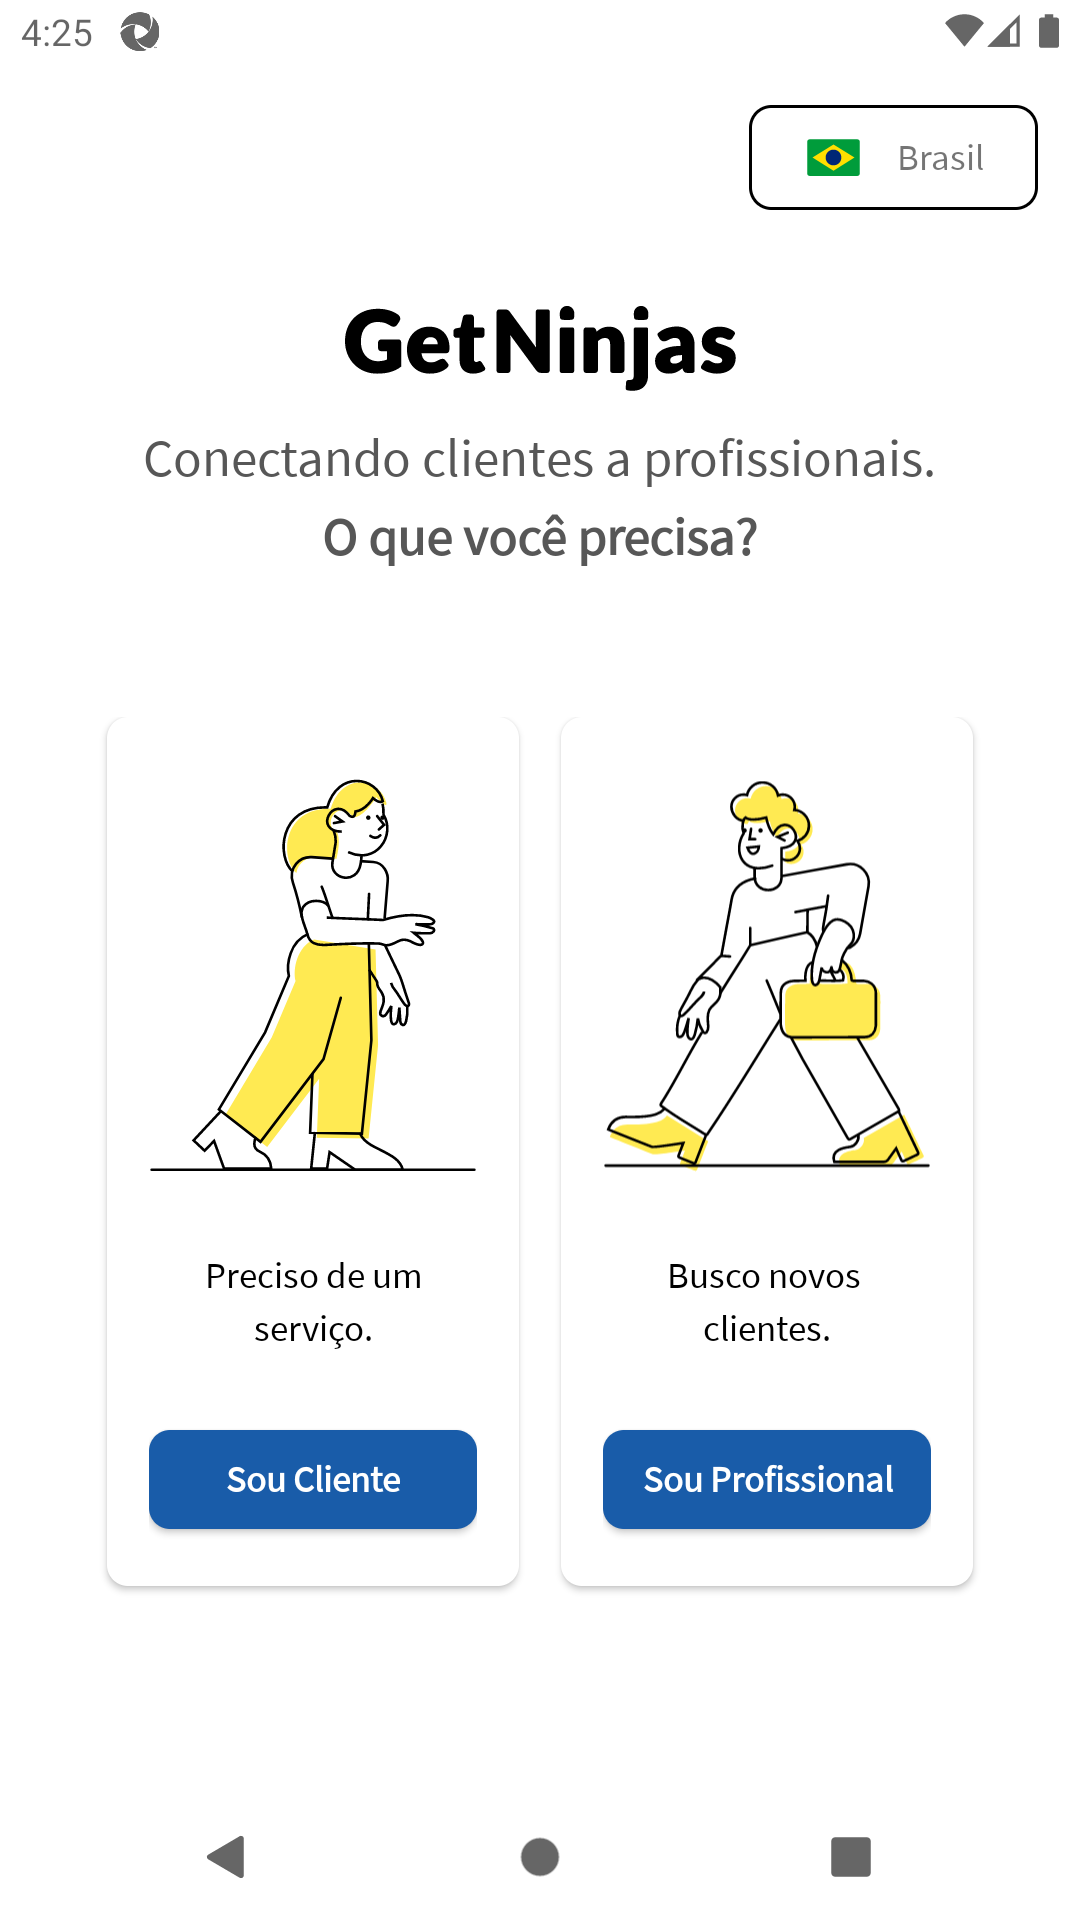 4:25
Brasil
GetNinjas
Conectando clientes a profissionais.
O que você precisa?
Preciso de um
serviço.
Sou Cliente
Busco novos
clientes.
Sou Profissional